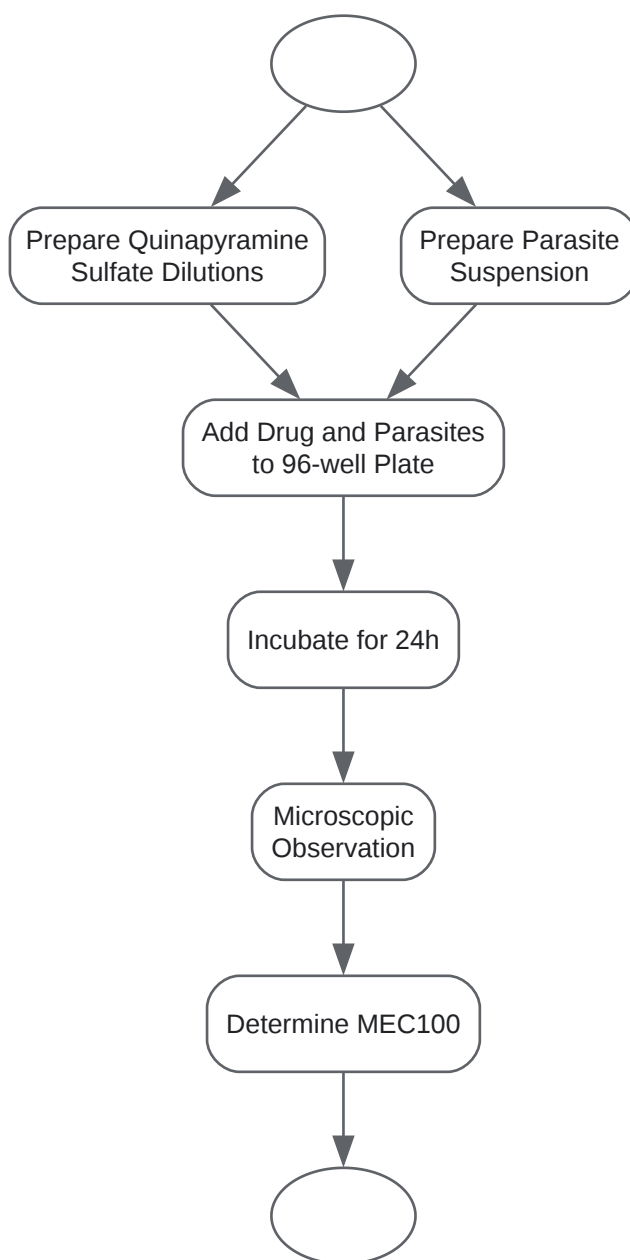 Prepare Quinapyramine
Sulfate Dilutions
Prepare Parasite
Suspension
Add Drug and Parasites
to 96-well Plate
Incubate for 24h
Microscopic
Observation
Determine MEC100